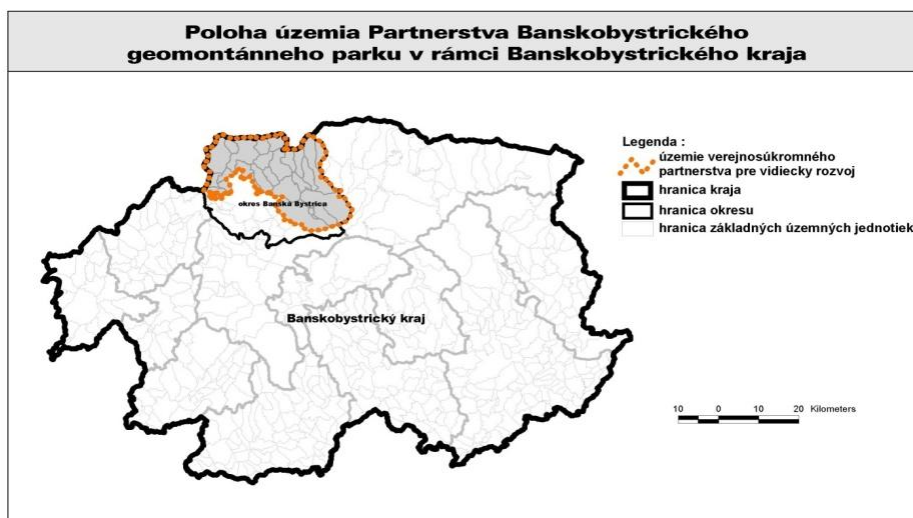 Poloha územia Partnerstva Banskobystrického
geomontánneho parku v rámci Banskobystrického kraja
Legenda :
územie verejnosúkromného
partnerstva pre vidiecky rozvoj
hranica kraja
hranica okresu
hranica základných územných jednotiek
okres Banská Bystrica
Banskobystrický kraj
10 0 10 20 Kilometers